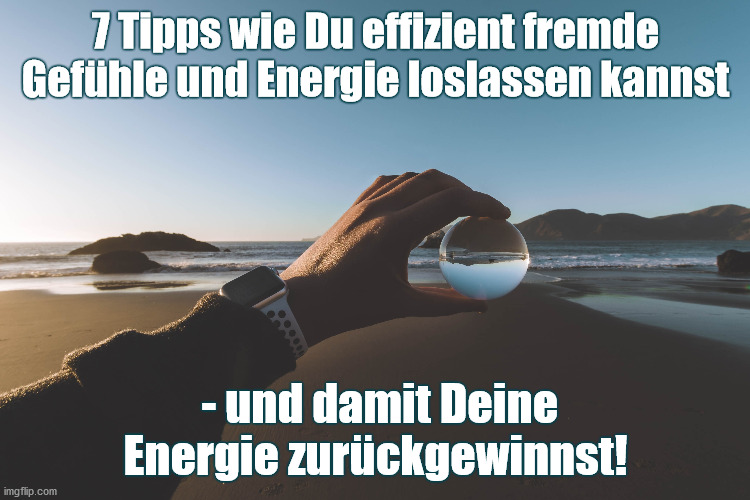 7 Tipps wie Du effizient fremde
Gefühle und Energie loslassen kannst
- und damit Deine
Energie zurückgewinnst!
imgflip.com